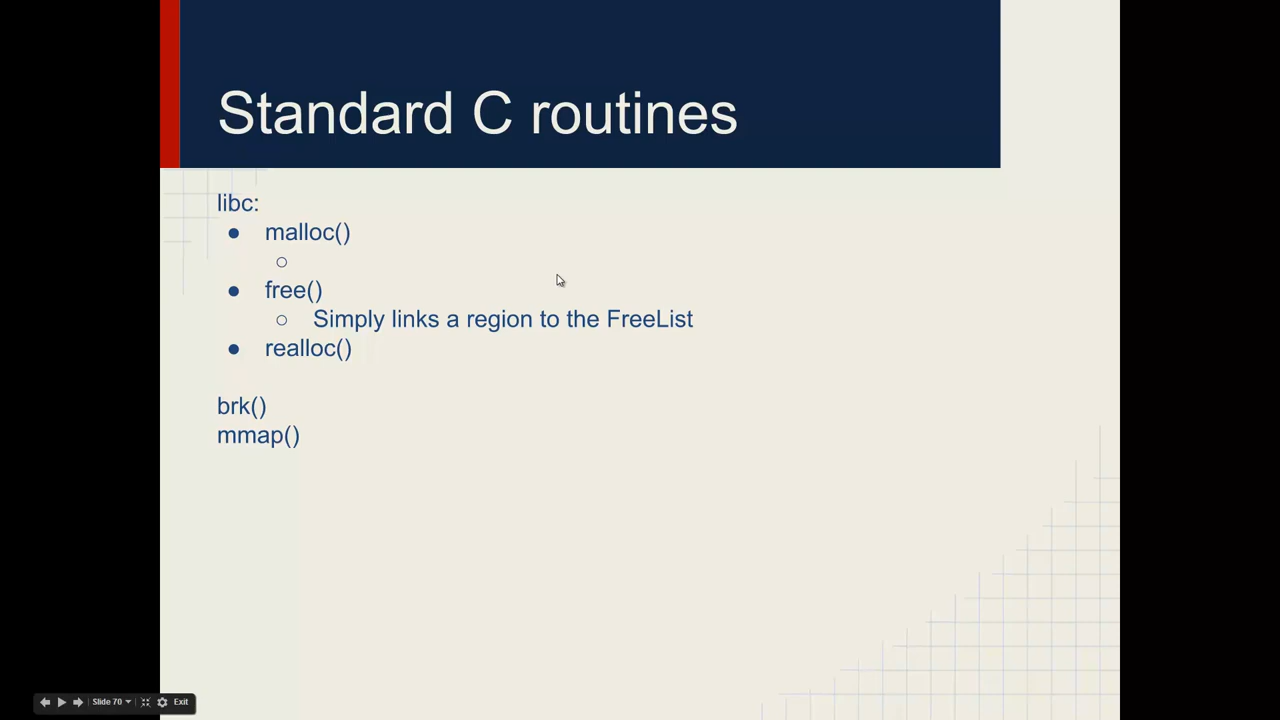 Standard C routines
libc:
● malloc()
○
● free()
○ Simply links a region to the FreeList
● realloc()
brk()
mmap()
Slide 70
Exit